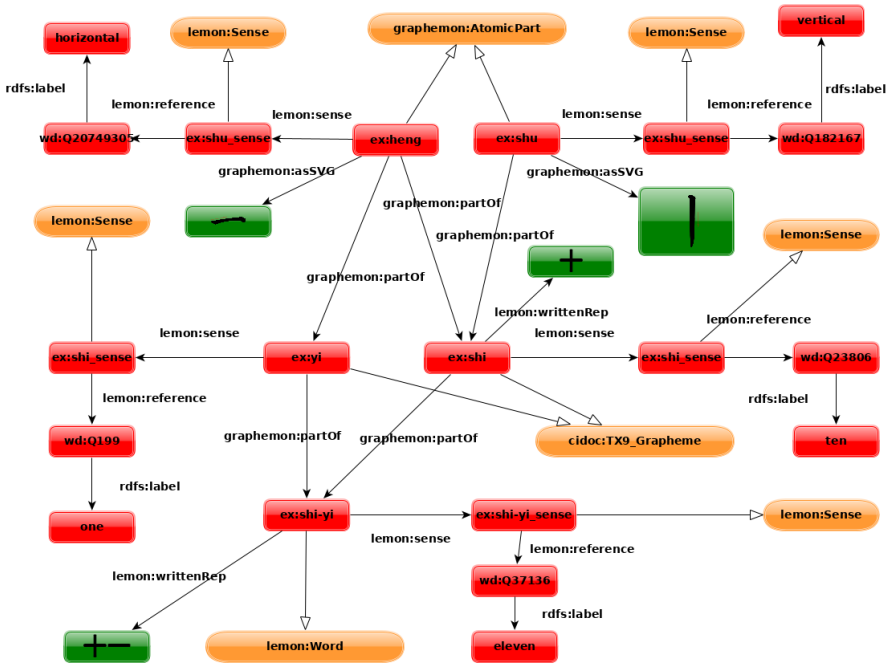 vertical
horizontal
lemon:Sense
graphemon:AtomicPart
lemon:Sense
rdfs:label
rdfs:label
lemon:reference
lemon:reference
lemon:sense
lemon:sense
wd:Q20749305
ex:shu_sense
ex:heng
ex:shu
ex:shu_sense
wd:Q182167
graphemon:asSVG
graphemon:asSVG
一
丨
graphemon:partOf
lemon:Sense
lemon:Sense
graphemon:partOf
十
graphemon:partOf
lemon:writtenRep
lemon:reference
lemon:sense
lemon:sense
ex:shi_sense
ex:yi
ex:shi
ex:shi_sense
wd:Q23806
lemon:reference
rdfs:label
graphemon:partOf
graphemon:partOf
wd:Q199
cidoc:TX9_Grapheme
ten
rdfs:label
one
ex:shi-yi
ex:shi-yi_sense
lemon:Sense
lemon:sense
lemon:reference
lemon:writtenRep
wd:Q37136
rdfs:label
十一
lemon:Word
eleven